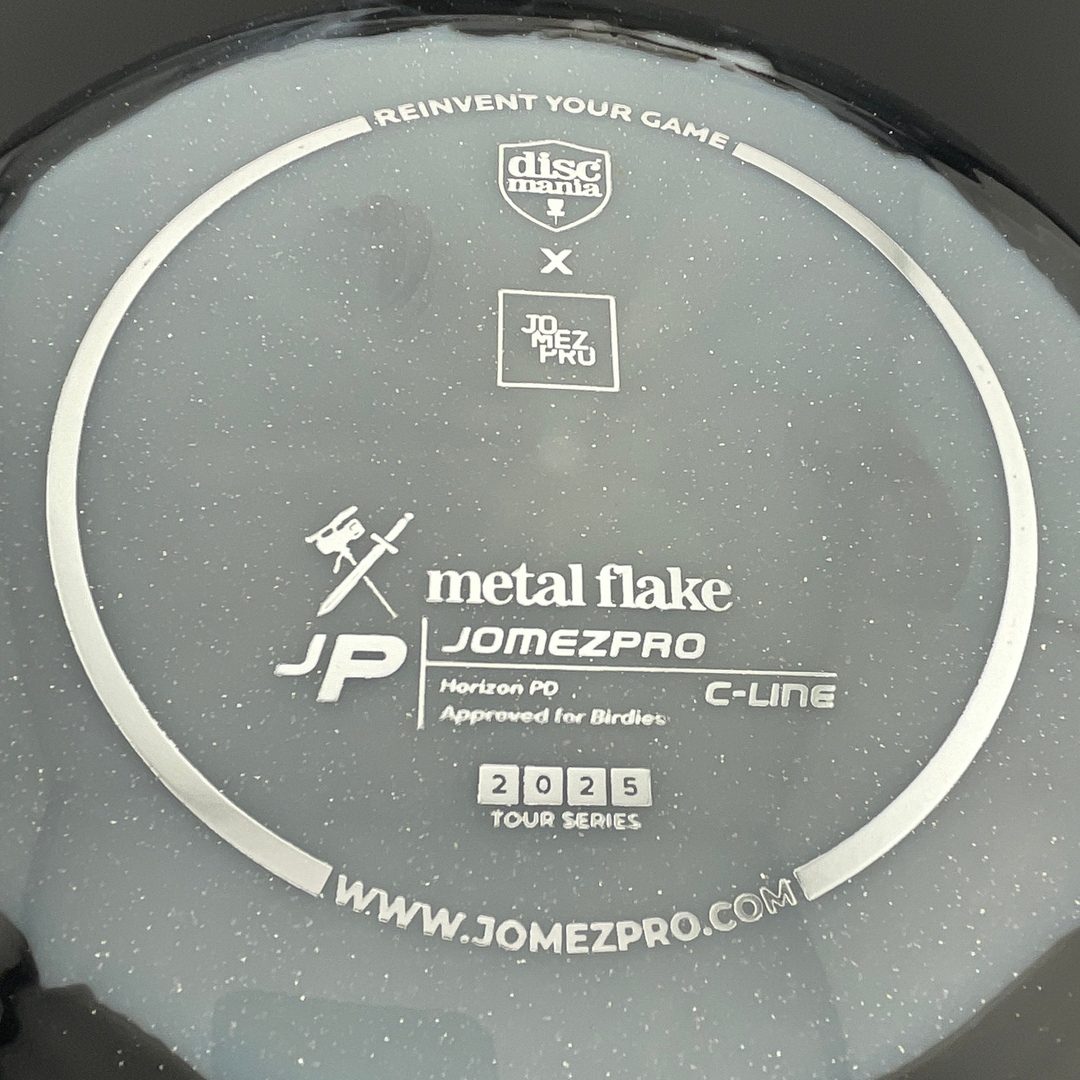 REINVENT YOUR GAME
disc
mania
X
JO
MEZ
PRO
metal flake
JP
JOMEZPRO
Horizon PD
C-LINE
Approved for Birdies
2025
TOUR SERIES
WWW.JOMEZPRO.COM